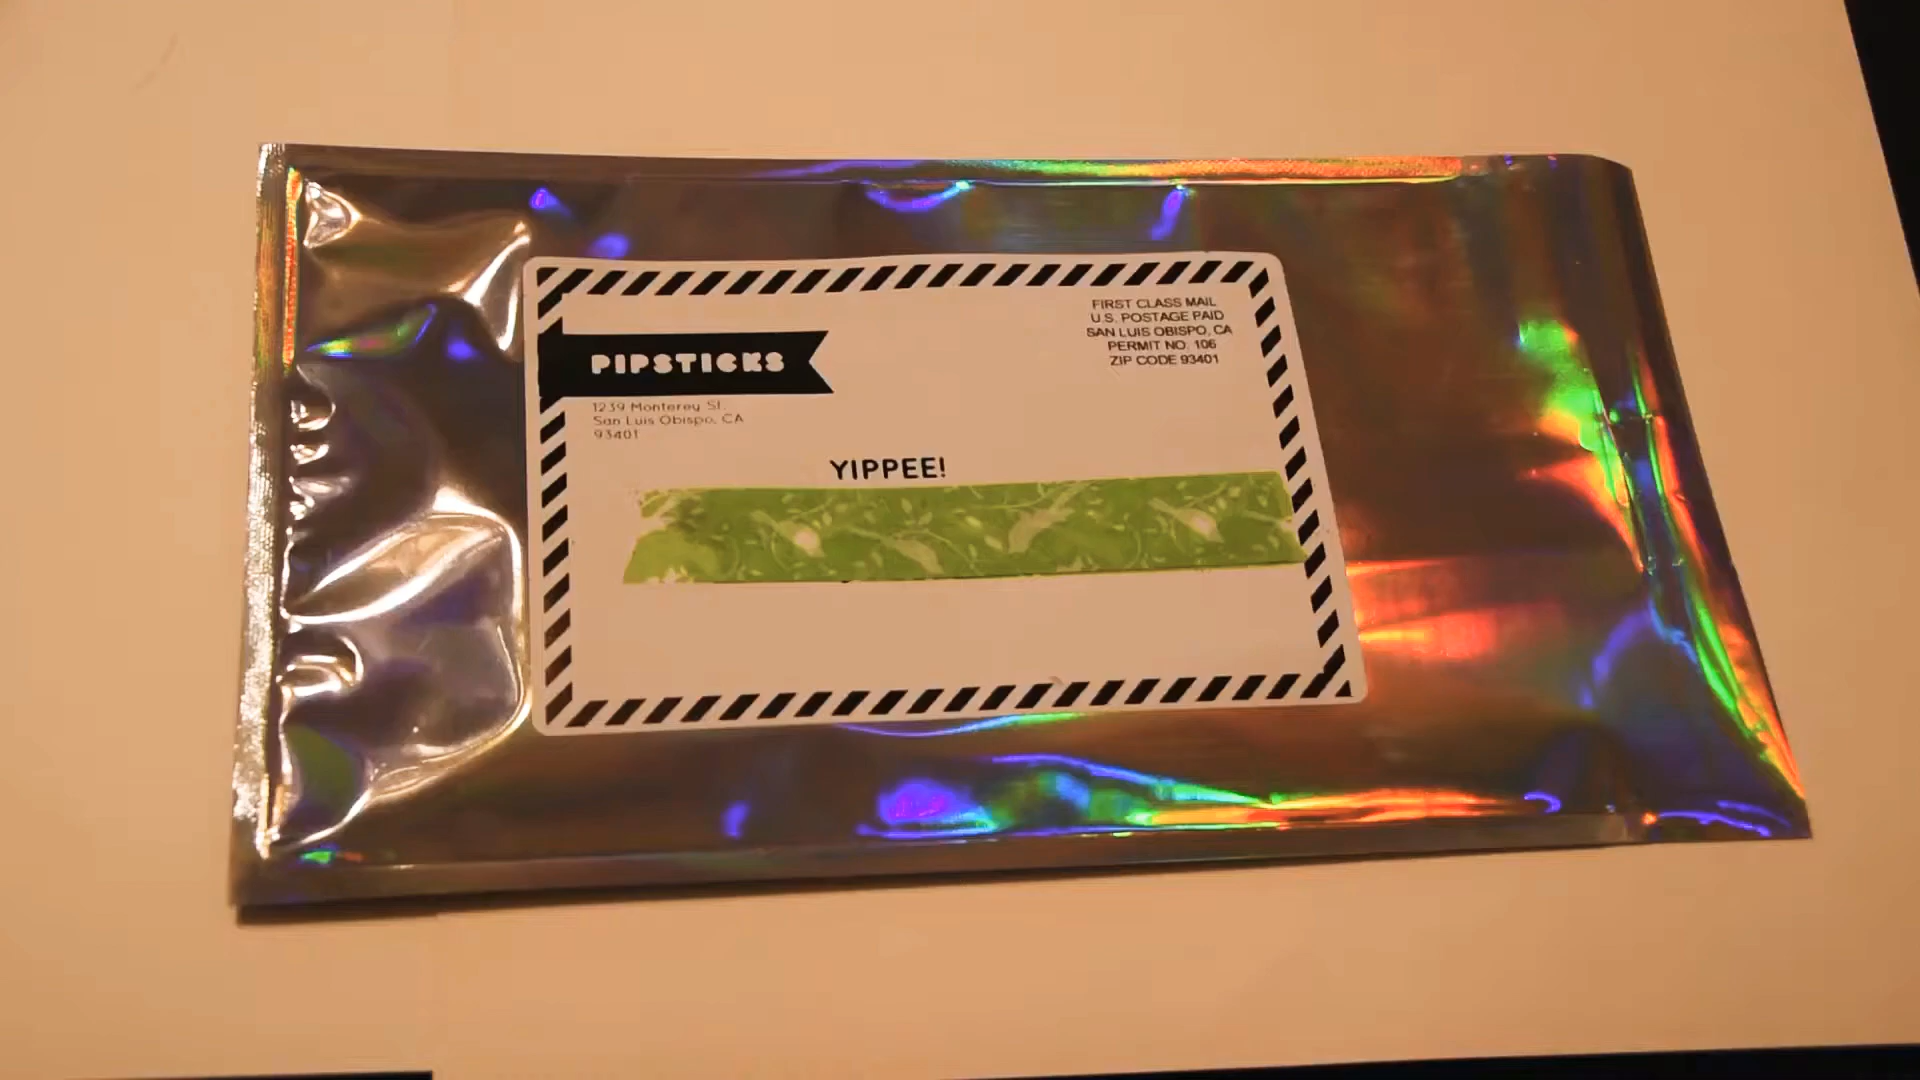 FIRST CLASS MAIL
U.S. POSTAGE PAID
SAN LUIS OBISPO, CA
PERMIT NO. 106
ZIP CODE 93401
PIPSTICKS
1239 Monterey St.
San Luis Obispo, CA
93401
YIPPEE!